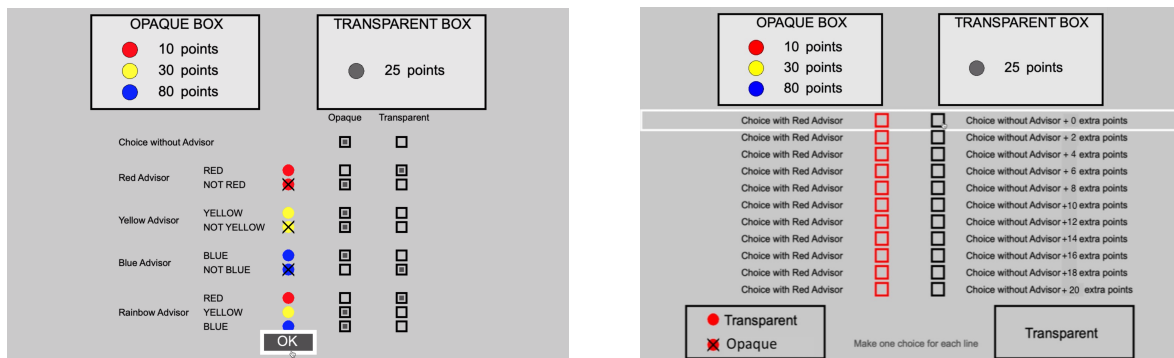 OPAQUE BOX
10 points
30 points
80 points
TRANSPARENT BOX
25 points
Opaque Transparent
Choice without Advisor
Red Advisor
RED
NOT RED
Yellow Advisor
YELLOW
NOT YELLOW
Blue Advisor
BLUE
NOT BLUE
Rainbow Advisor
RED
YELLOW
BLUE
OK
OPAQUE BOX
10 points
30 points
80 points
TRANSPARENT BOX
25 points
Choice with Red Advisor Choice without Advisor + 0 extra points
Choice with Red Advisor Choice without Advisor + 2 extra points
Choice with Red Advisor Choice without Advisor + 4 extra points
Choice with Red Advisor Choice without Advisor + 6 extra points
Choice with Red Advisor Choice without Advisor + 8 extra points
Choice with Red Advisor Choice without Advisor +10 extra points
Choice with Red Advisor Choice without Advisor +12 extra points
Choice with Red Advisor Choice without Advisor +14 extra points
Choice with Red Advisor Choice without Advisor +16 extra points
Choice with Red Advisor Choice without Advisor +18 extra points
Choice with Red Advisor Choice without Advisor + 20 extra points
Transparent
Opaque
Make one choice for each line
Transparent